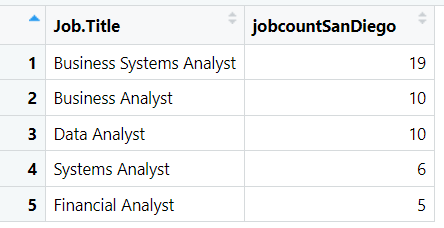 Job.Title jobcountSanDiego
1 Business Systems Analyst 19
2 Business Analyst 10
3 Data Analyst 10
4 Systems Analyst 6
5 Financial Analyst 5